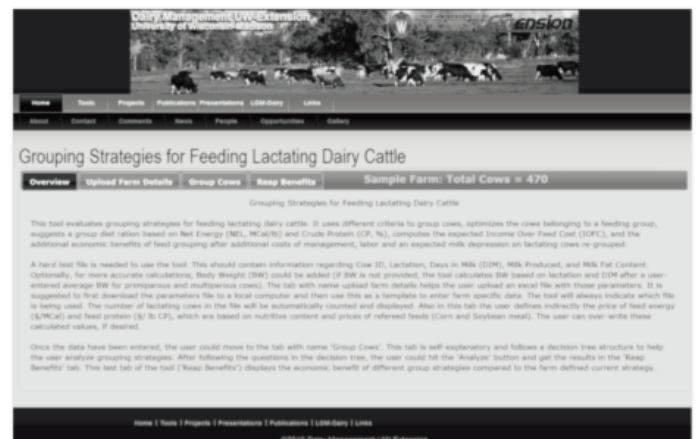 Dairy Management UW-Extension
University of Wisconsin-Madison
Extension
Home Tools Projects Publications Presentations LGM-Dairy Links
About Contact Comments News People Opportunities Gallery
Grouping Strategies for Feeding Lactating Dairy Cattle
Overview Upload Farm Details Group Cows Reap Benefits Sample Farm: Total Cows = 470
Grouping Strategies for Feeding Lactating Dairy Cattle
This tool evaluates grouping strategies for feeding lactating dairy cattle. It uses different criteria to group cows, optimizes the cows belonging to a feeding group,
suggests a group diet ration based on Net Energy (NEl, MCal/lb) and Crude Protein (CP, %), computes the expected Income Over Feed Cost (IOFC), and the
additional economic benefits of feed grouping after additional costs of management, labor and an expected milk depression on lactating cows re-grouped.
A herd test file is needed to use the tool. This should contain information regarding Cow ID, Lactation, Days in Milk (DIM), Milk Produced, and Milk Fat Content.
Optionally, for more accurate calculations, Body Weight (BW) could be added (if BW is not provided, the tool calculates BW based on lactation and DIM after a user-
entered average BW for primiparous and multiparous cows). The tab with name upload farm details helps the user upload an excel file with those parameters. It is
suggested to first download the parameters file to a local computer and then use this as a template to enter farm specific data. The tool will always indicate which file
is being used. The number of lactating cows in the file will be automatically counted end displayed. Also in this tab the user defines indirectly the price of feed energy
($/MCal) and feed protein ($/ lb CP), which are based on nutritive content and prices of refereed feeds (Corn and Soybean meal). The user can over-write these
calculated values, if desired.
Once the data have been entered, the user could move to the tab with name 'Group Cows'. This tab is self-explanatory and follows a decision tree structure to help
the user analyze grouping strategies. After following the questions in the decision tree, the user could hit the 'Analyze' button and get the results in the 'Reap
Benefits' tab. This last tab of the tool ('Reap Benefits') displays the economic benefit of different group strategies compared to the farm defined current strategy.
Home | Tools | Projects | Presentations | Publications | LGM-Dairy | Links